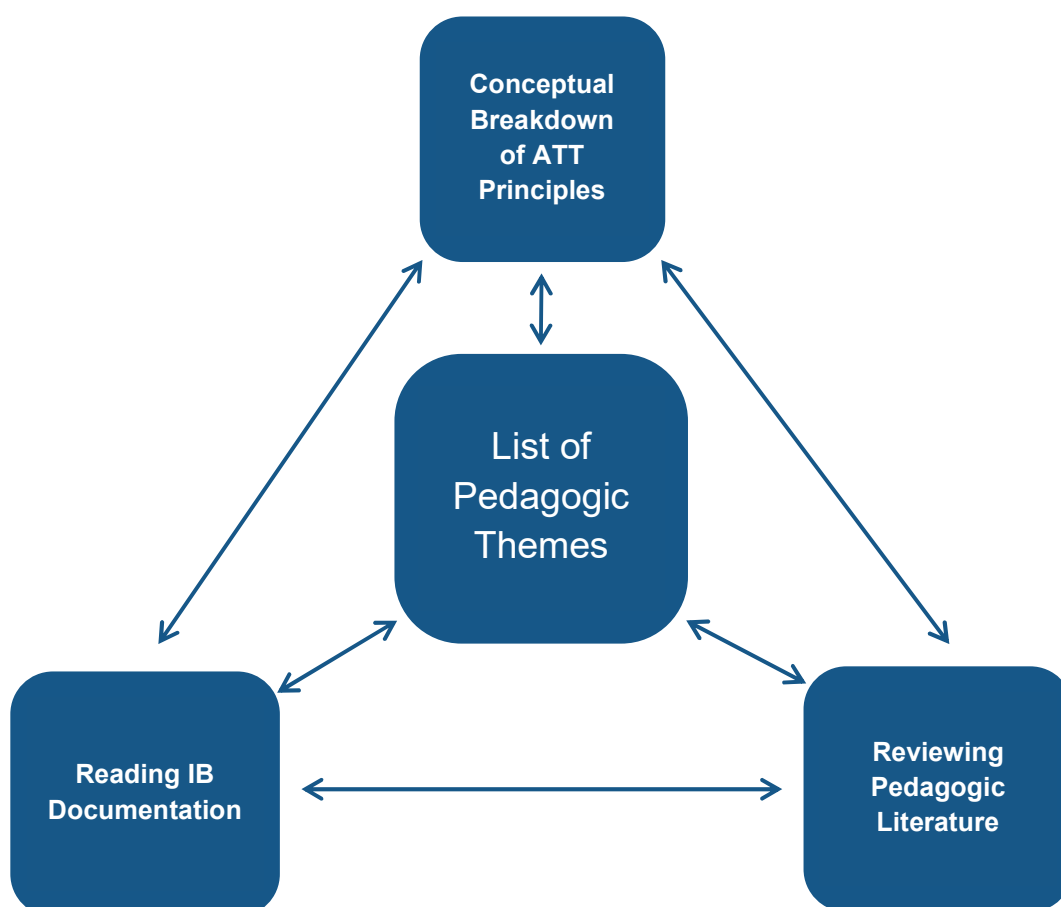 Conceptual
Breakdown
of ATT
Principles
List of
Pedagogic
Themes
Reading IB
Documentation
Reviewing
Pedagogic
Literature